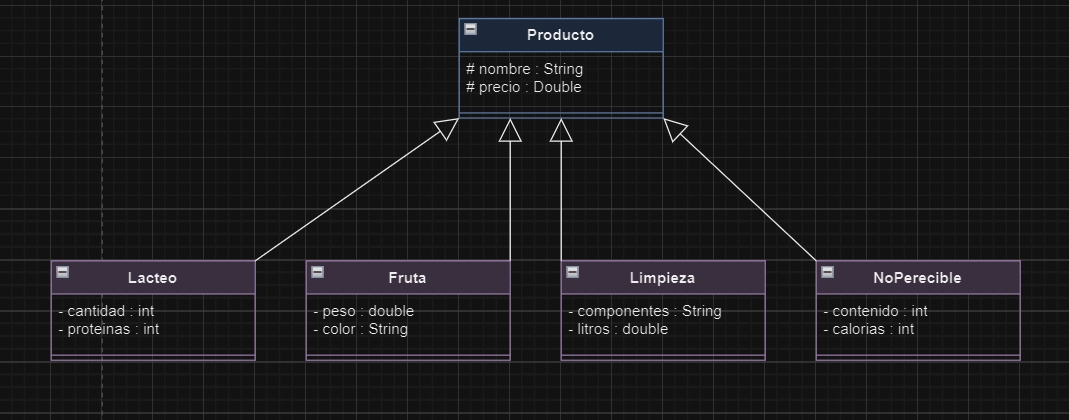 Producto
# nombre : String
# precio : Double
Lacteo
- cantidad : int
- proteinas : int
Fruta
- peso : double
- color : String
Limpieza
- componentes : String
- litros : double
NoPerecible
- contenido : int
- calorias : int